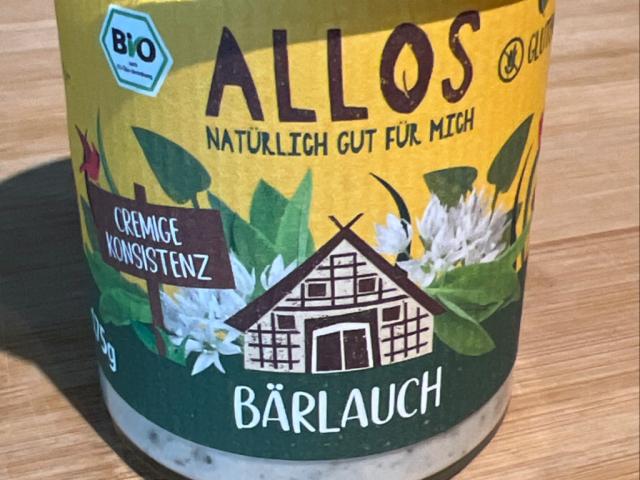 BiO
ALLOS
NATÜRLICH GUT FÜR MICH
CREMIGE
KONSISTENZ
BÄRLAUCH